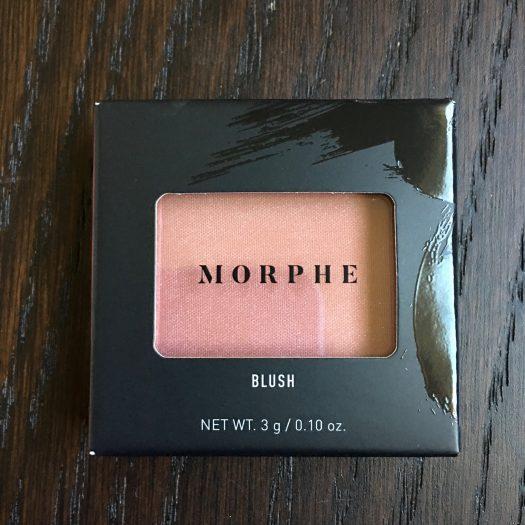 MORPHE
BLUSH
NET WT. 3 g / 0.10 oz.